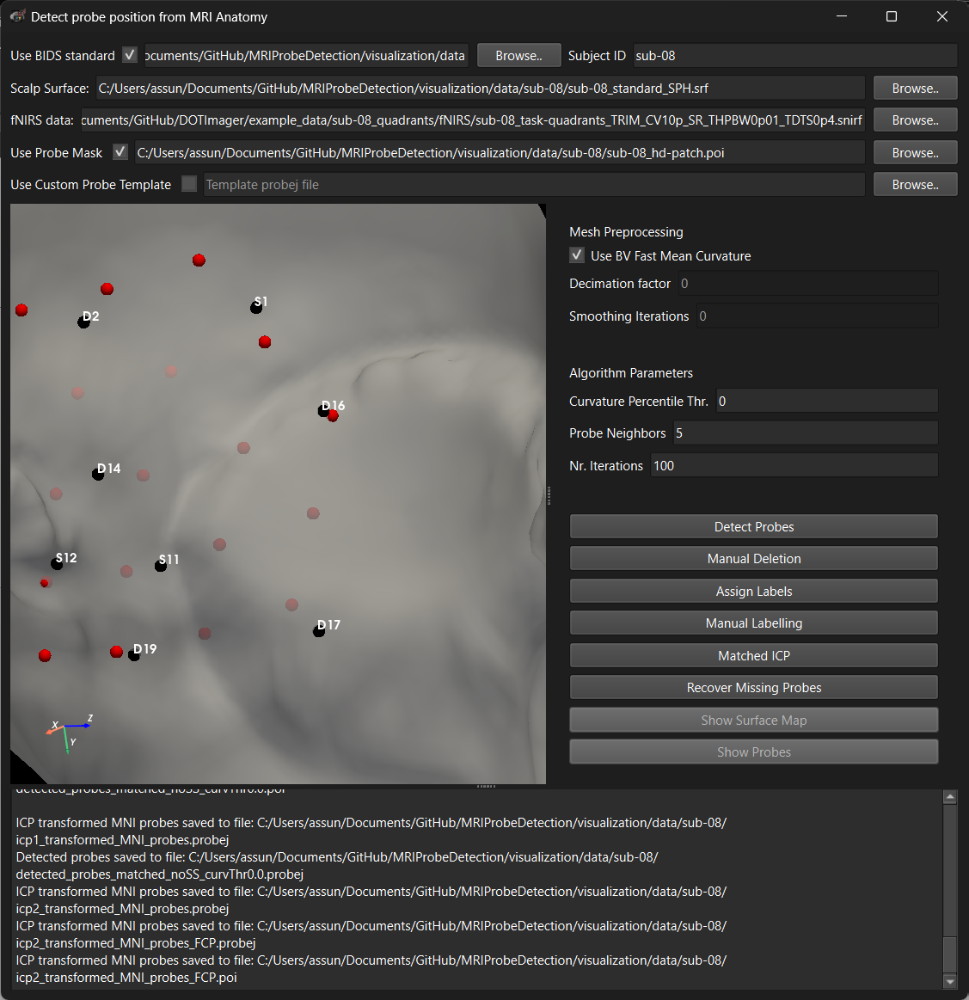 Detect probe position from MRI Anatomy
Use BIDS standard ocuments/GitHub/MRIProbeDetection/visualization/data Browse.. Subject ID sub-08
Scalp Surface: C:/Users/assun/Documents/GitHub/MRIProbeDetection/visualization/data/sub-08/sub-08_standard_SPH.srf Browse..
fNIRS data: cuments/GitHub/DOTImager/example_data/sub-08_quadrants/fNIRS/sub-08_task-quadrants_TRIM_CV10p_SR_THPBW0p01_TDTS0p4.snirf Browse..
Use Probe Mask C:/Users/assun/Documents/GitHub/MRIProbeDetection/visualization/data/sub-08/sub-08_hd-patch.poi Browse..
Use Custom Probe Template Template probej file Browse..
S1
D2
D16
D14
S12
S11
D17
D19
X
Z
Y
Mesh Preprocessing
Use BV Fast Mean Curvature
Decimation factor 0
Smoothing Iterations 0
Algorithm Parameters
Curvature Percentile Thr. 0
Probe Neighbors 5
Nr. Iterations 100
Detect Probes
Manual Deletion
Assign Labels
Manual Labelling
Matched ICP
Recover Missing Probes
Show Surface Map
Show Probes
detected_probes_matched_noSS_curvThr0.0.poi
ICP transformed MNI probes saved to file: C:/Users/assun/Documents/GitHub/MRIProbeDetection/visualization/data/sub-08/
icp1_transformed_MNI_probes.probej
Detected probes saved to file: C:/Users/assun/Documents/GitHub/MRIProbeDetection/visualization/data/sub-08/
detected_probes_matched_noSS_curvThr0.0.probej
ICP transformed MNI probes saved to file: C:/Users/assun/Documents/GitHub/MRIProbeDetection/visualization/data/sub-08/
icp2_transformed_MNI_probes.probej
ICP transformed MNI probes saved to file: C:/Users/assun/Documents/GitHub/MRIProbeDetection/visualization/data/sub-08/
icp2_transformed_MNI_probes_FCP.probej
ICP transformed MNI probes saved to file: C:/Users/assun/Documents/GitHub/MRIProbeDetection/visualization/data/sub-08/
icp2_transformed_MNI_probes_FCP.poi